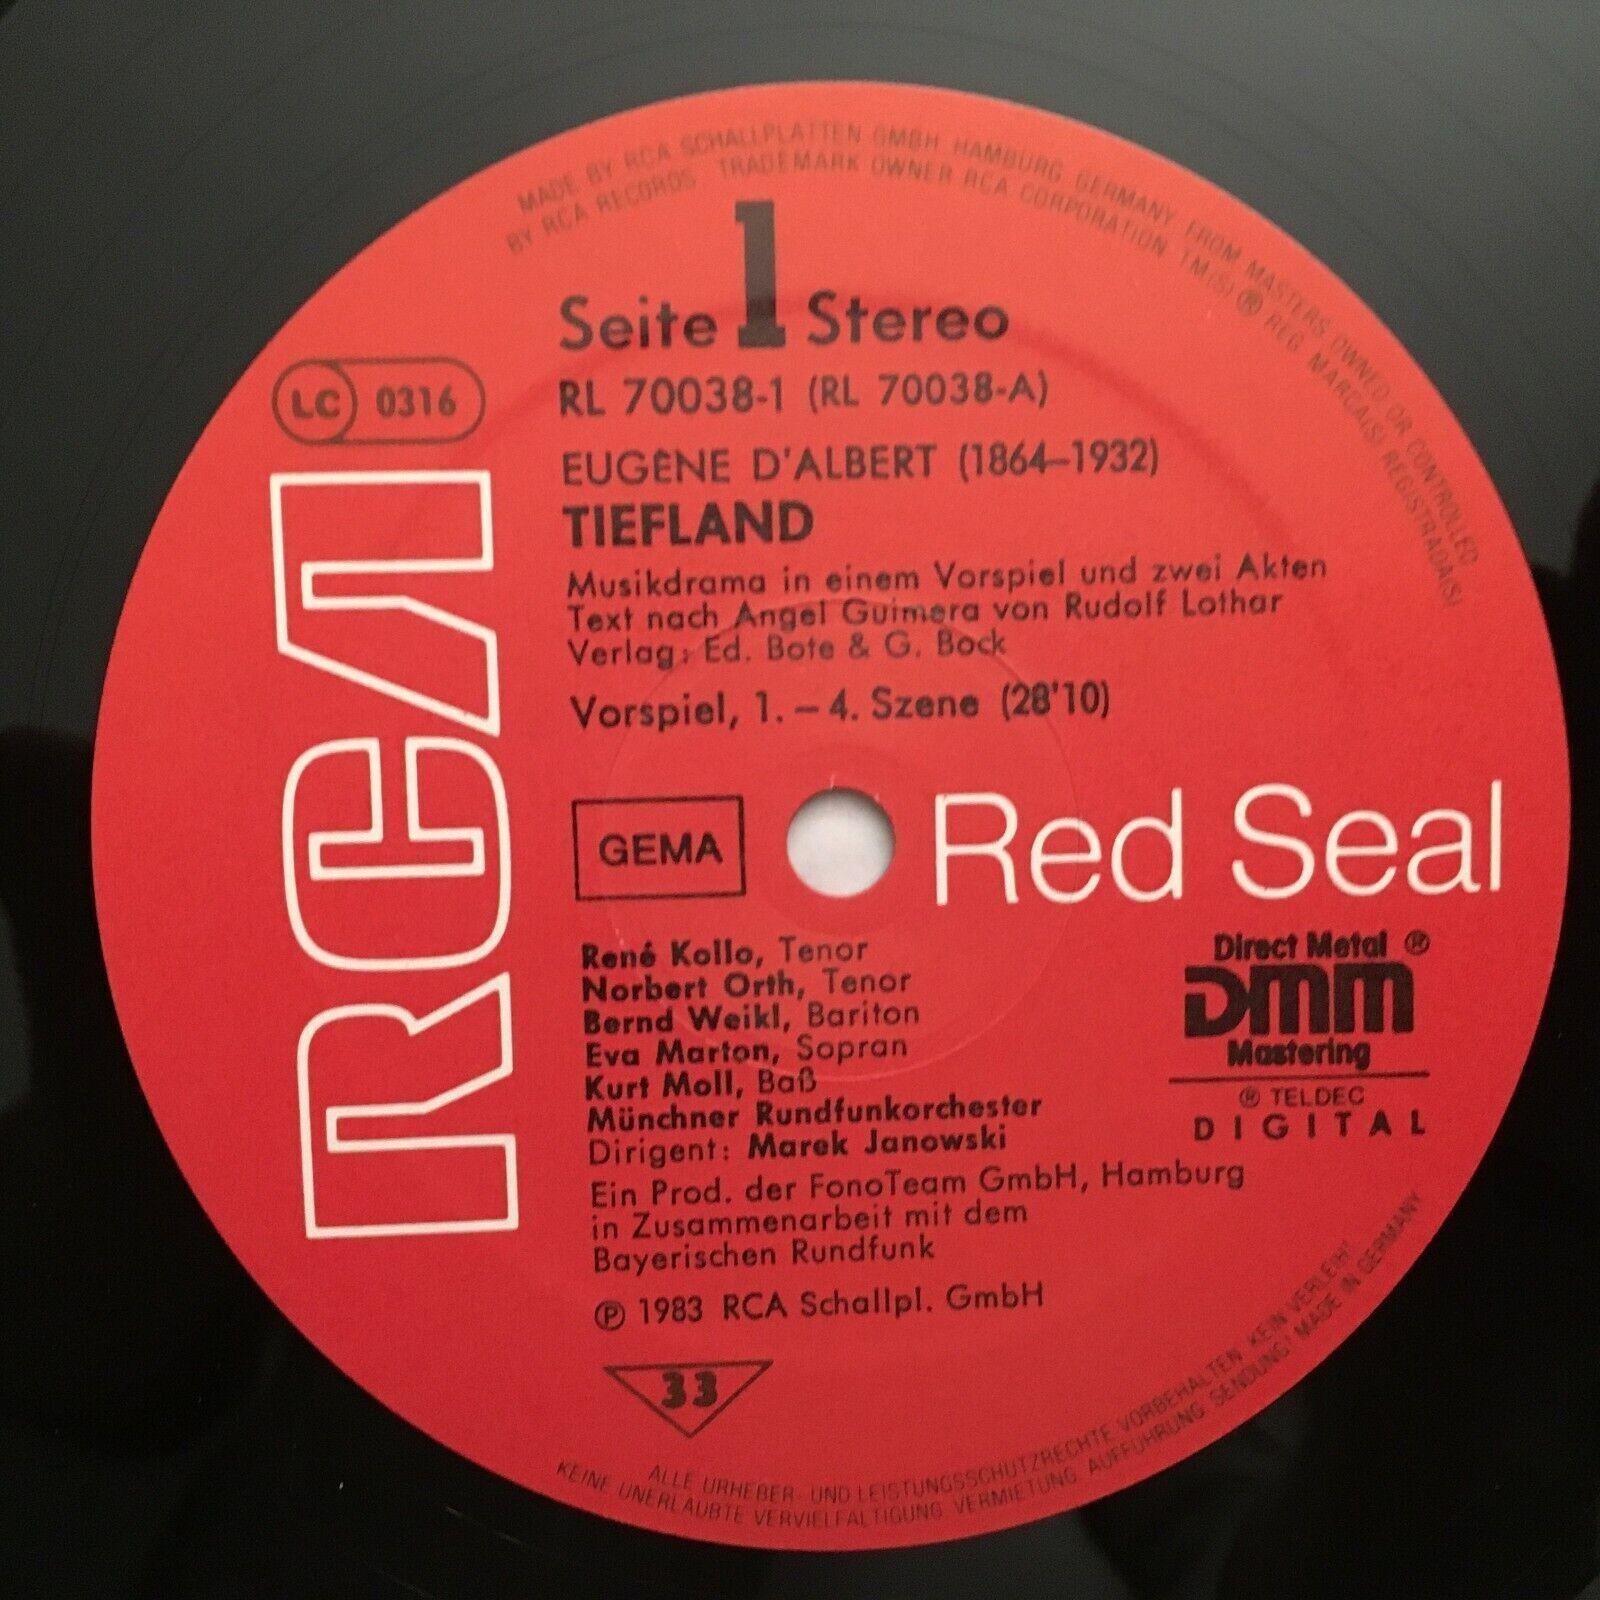 MADE BY RCA SCHALLPLATTEN GMBH, HAMBURG, GERMANY, FROM MASTERS OWNED OR CONTROLLED
BY RCA RECORDS TRADEMARK OWNER RCA CORPORATION TM(S) ® REG. MARCA(S) REGISTRADA(S)
Seite 1 Stereo
RL 70038-1 (RL 70038-A)
LC 0316
EUGÈNE D'ALBERT (1864–1932)
TIEFLAND
Musikdrama in einem Vorspiel und zwei Akten
Text nach Angel Guimera von Rudolf Lothar
Verlag: Ed. Bote & G. Bock
Vorspiel, 1. – 4. Szene (28'10)
RCA
GEMA
Red Seal
René Kollo, Tenor
Norbert Orth, Tenor
Bernd Weikl, Bariton
Eva Marton, Sopran
Kurt Moll, Baß
Münchner Rundfunkorchester
Dirigent: Marek Janowski
Ein Prod. der FonoTeam GmbH, Hamburg
in Zusammenarbeit mit dem
Bayerischen Rundfunk
℗ 1983 RCA Schallpl. GmbH
Direct Metal ®
DMM
Mastering
® TELDEC
DIGITAL
33
ALLE URHEBER- UND LEISTUNGSSCHUTZRECHTE VORBEHALTEN KEIN VERLEIH!
KEINE UNERLAUBTE VERVIELFALTIGUNG VERMIETUNG AUFFUHRUNG SENDUNG! MADE IN GERMANY